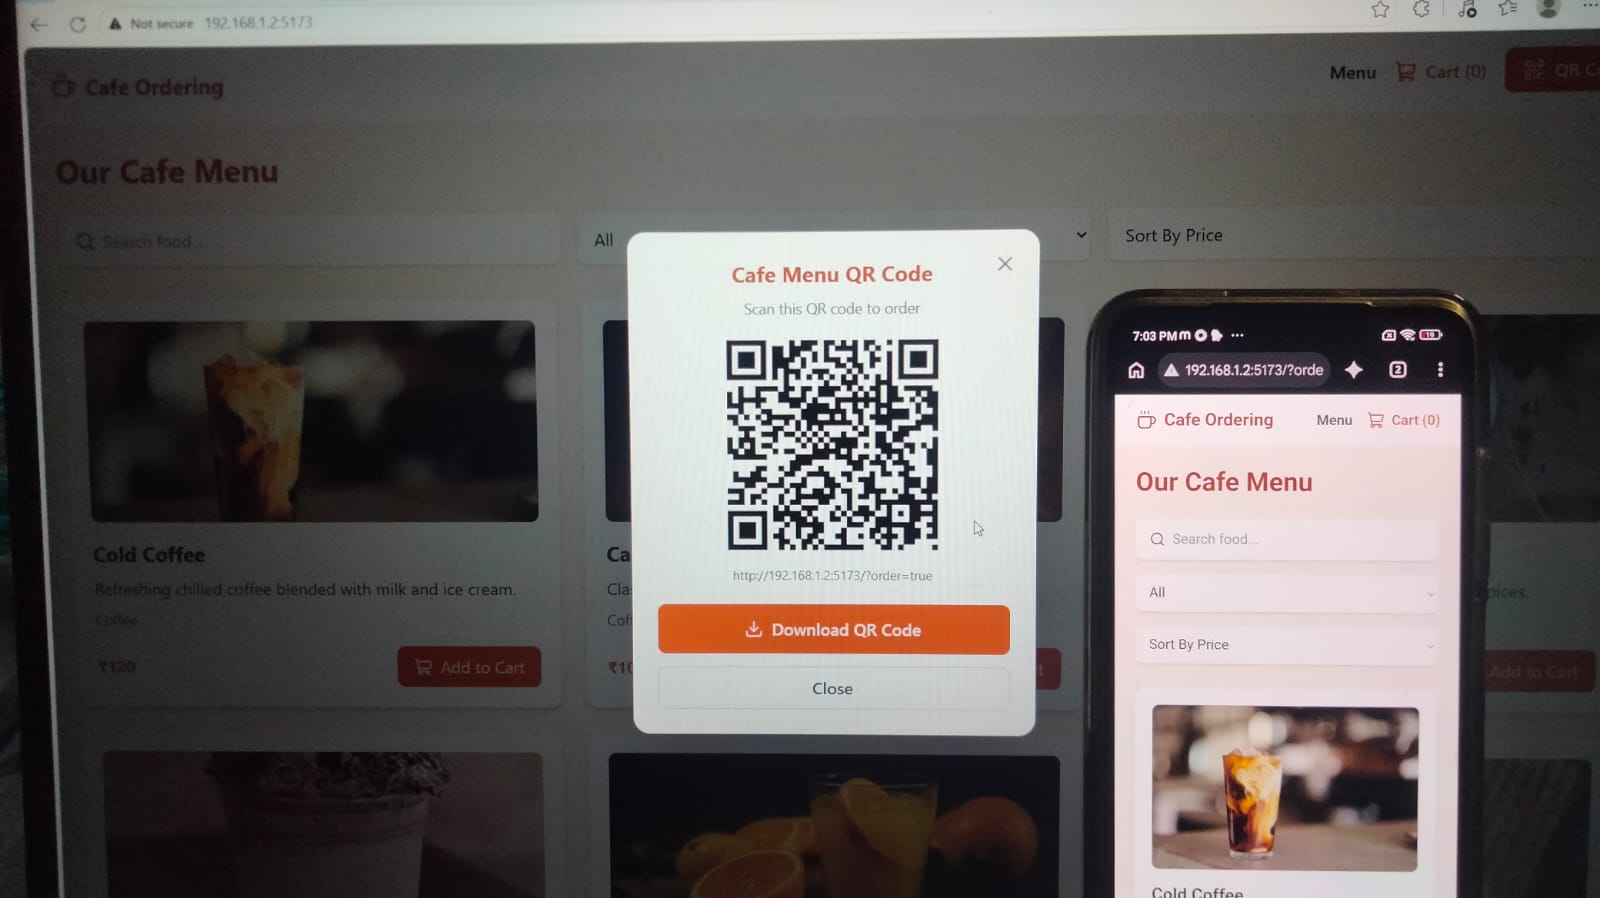 Not secure 192.168.1.2:5173
Cafe Ordering
Menu
Cart (0)
QR C
Our Cafe Menu
Search food...
All
Sort By Price
Cafe Menu QR Code
Scan this QR code to order
http://192.168.1.2:5173/?order=true
Download QR Code
Close
Cold Coffee
Refreshing chilled coffee blended with milk and ice cream.
Coffee
₹120
Add to Cart
Ca
Cla
Cof
₹10
t
pices.
Add to Cart
7:03 PM
19
192.168.1.2:5173/?orde
2
Cafe Ordering
Menu
Cart (0)
Our Cafe Menu
Search food...
All
Sort By Price
Cold Coffee